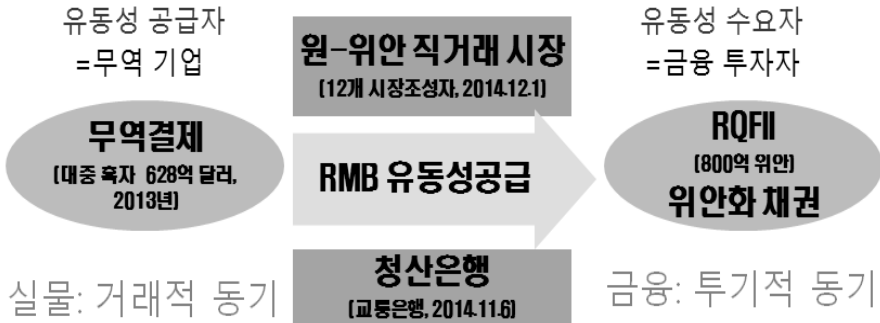 유동성 공급자
=무역 기업
무역결제
(대중 흑자 628억 달러,
2013년)
실물: 거래적 동기
원-위안 직거래 시장
(12개 시장조성자, 2014.12.1)
RMB 유동성공급
청산은행
(교통은행, 2014.11.6)
유동성 수요자
=금융 투자자
RQFII
(800억 위안)
위안화 채권
금융: 투기적 동기